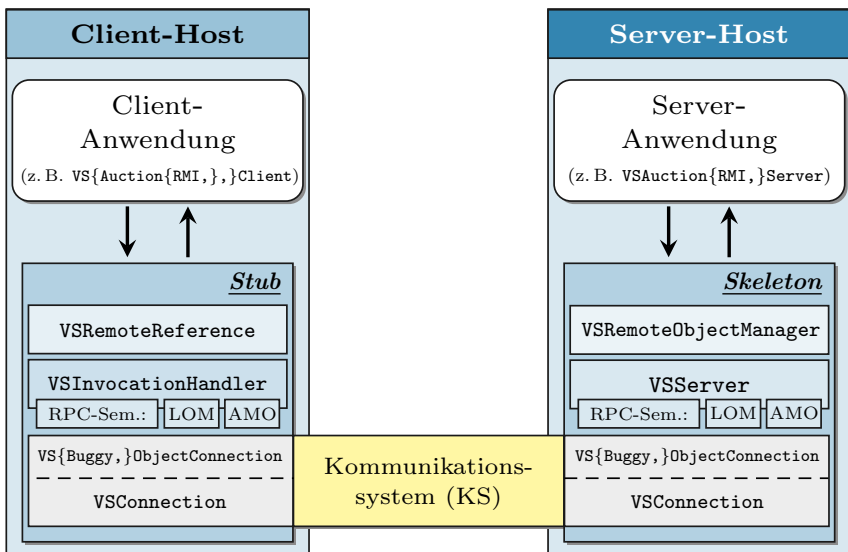 Client-Host
Client-
Anwendung
(z. B. VS{Auction{RMI,},}Client)
Stub
VSRemoteReference
VSInvocationHandler
RPC-Sem.: LOM AMO
VS{Buggy,}ObjectConnection
VSConnection
Kommunikations-
system (KS)
Server-Host
Server-
Anwendung
(z. B. VSAuction{RMI,}Server)
Skeleton
VSRemoteObjectManager
VSServer
RPC-Sem.: LOM AMO
VS{Buggy,}ObjectConnection
VSConnection